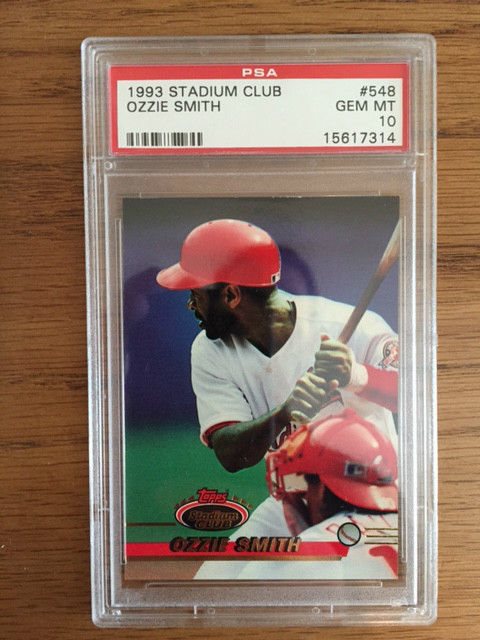 PSA
1993 STADIUM CLUB #548
OZZIE SMITH GEM MT
10
15617314
Topps
Stadium
CLUB
OZZIE SMITH